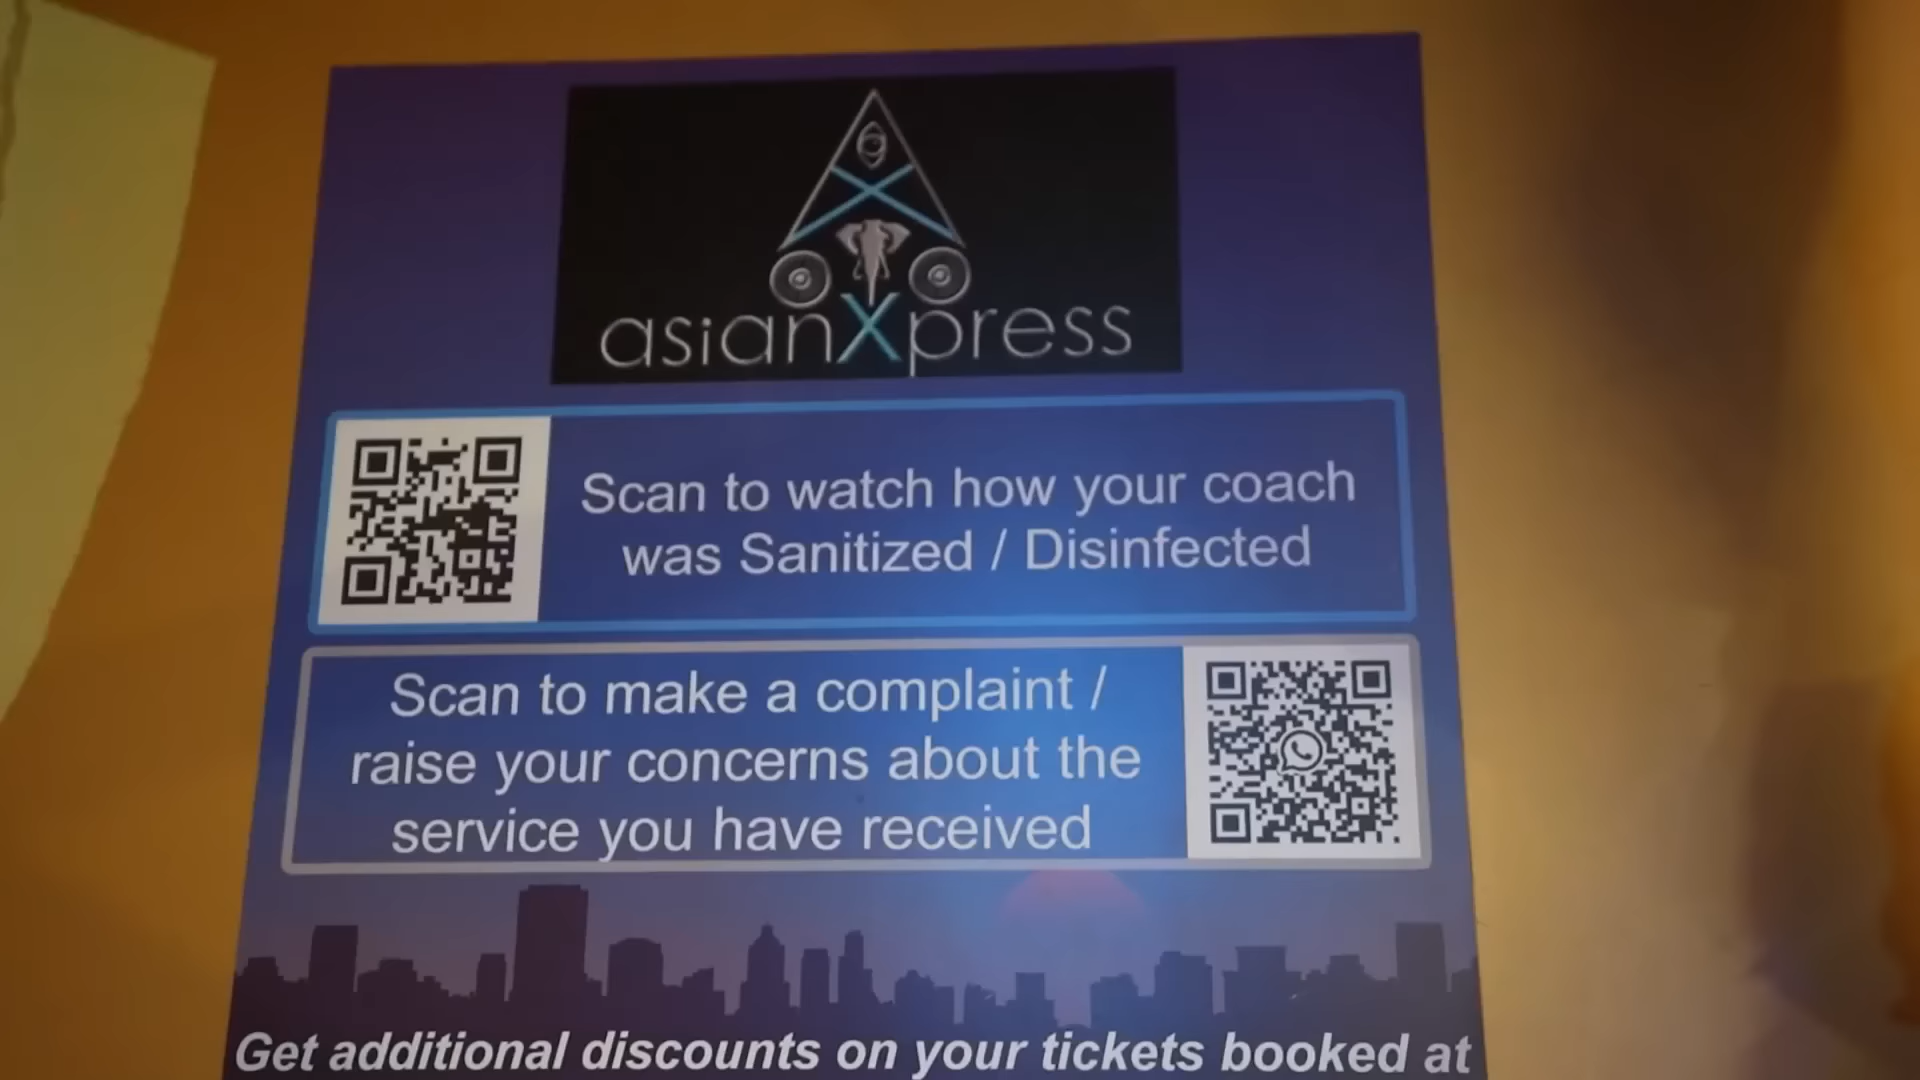 asianXpress
Scan to watch how your coach
was Sanitized / Disinfected
Scan to make a complaint /
raise your concerns about the
service you have received
Get additional discounts on your tickets booked at